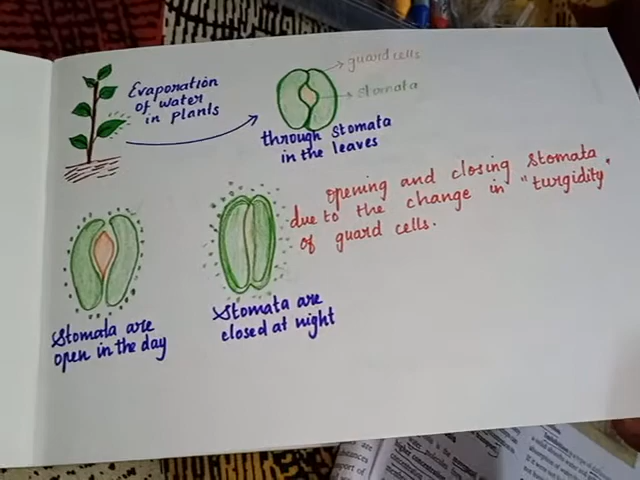 Evaporation
of water
in plants
guard cells
stomata
through stomata
in the leaves
opening and closing stomata
due to the change in "turgidity"
of guard cells.
Stomata are
open in the day
Stomata are
closed at night